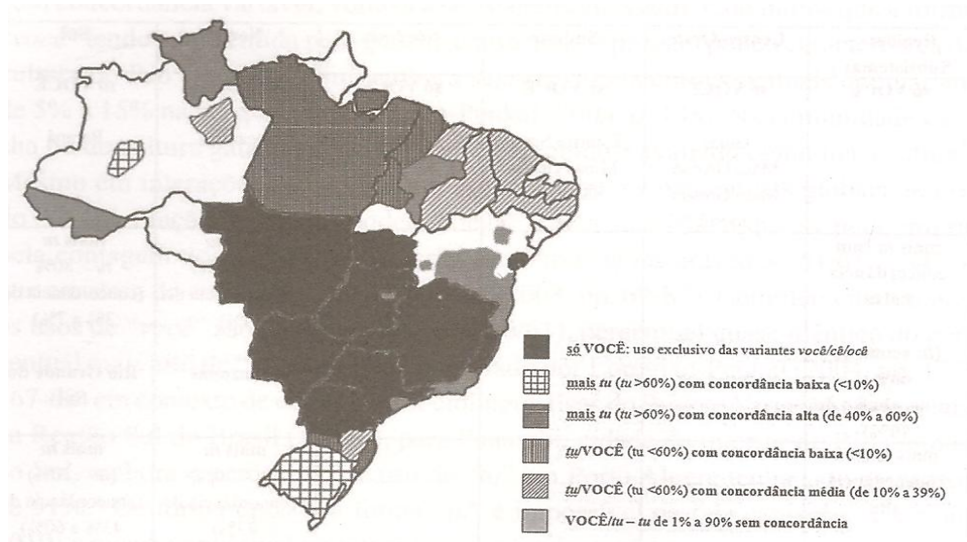 só VOCÊ: uso exclusivo das variantes você/cê/ocê
mais tu (tu >60%) com concordância baixa (<10%)
mais tu (tu >60%) com concordância alta (de 40% a 60%)
tu/VOCÊ (tu <60%) com concordância baixa (<10%)
tu/VOCÊ (tu <60%) com concordância média (de 10% a 39%)
VOCÊ/tu – tu de 1% a 90% sem concordância